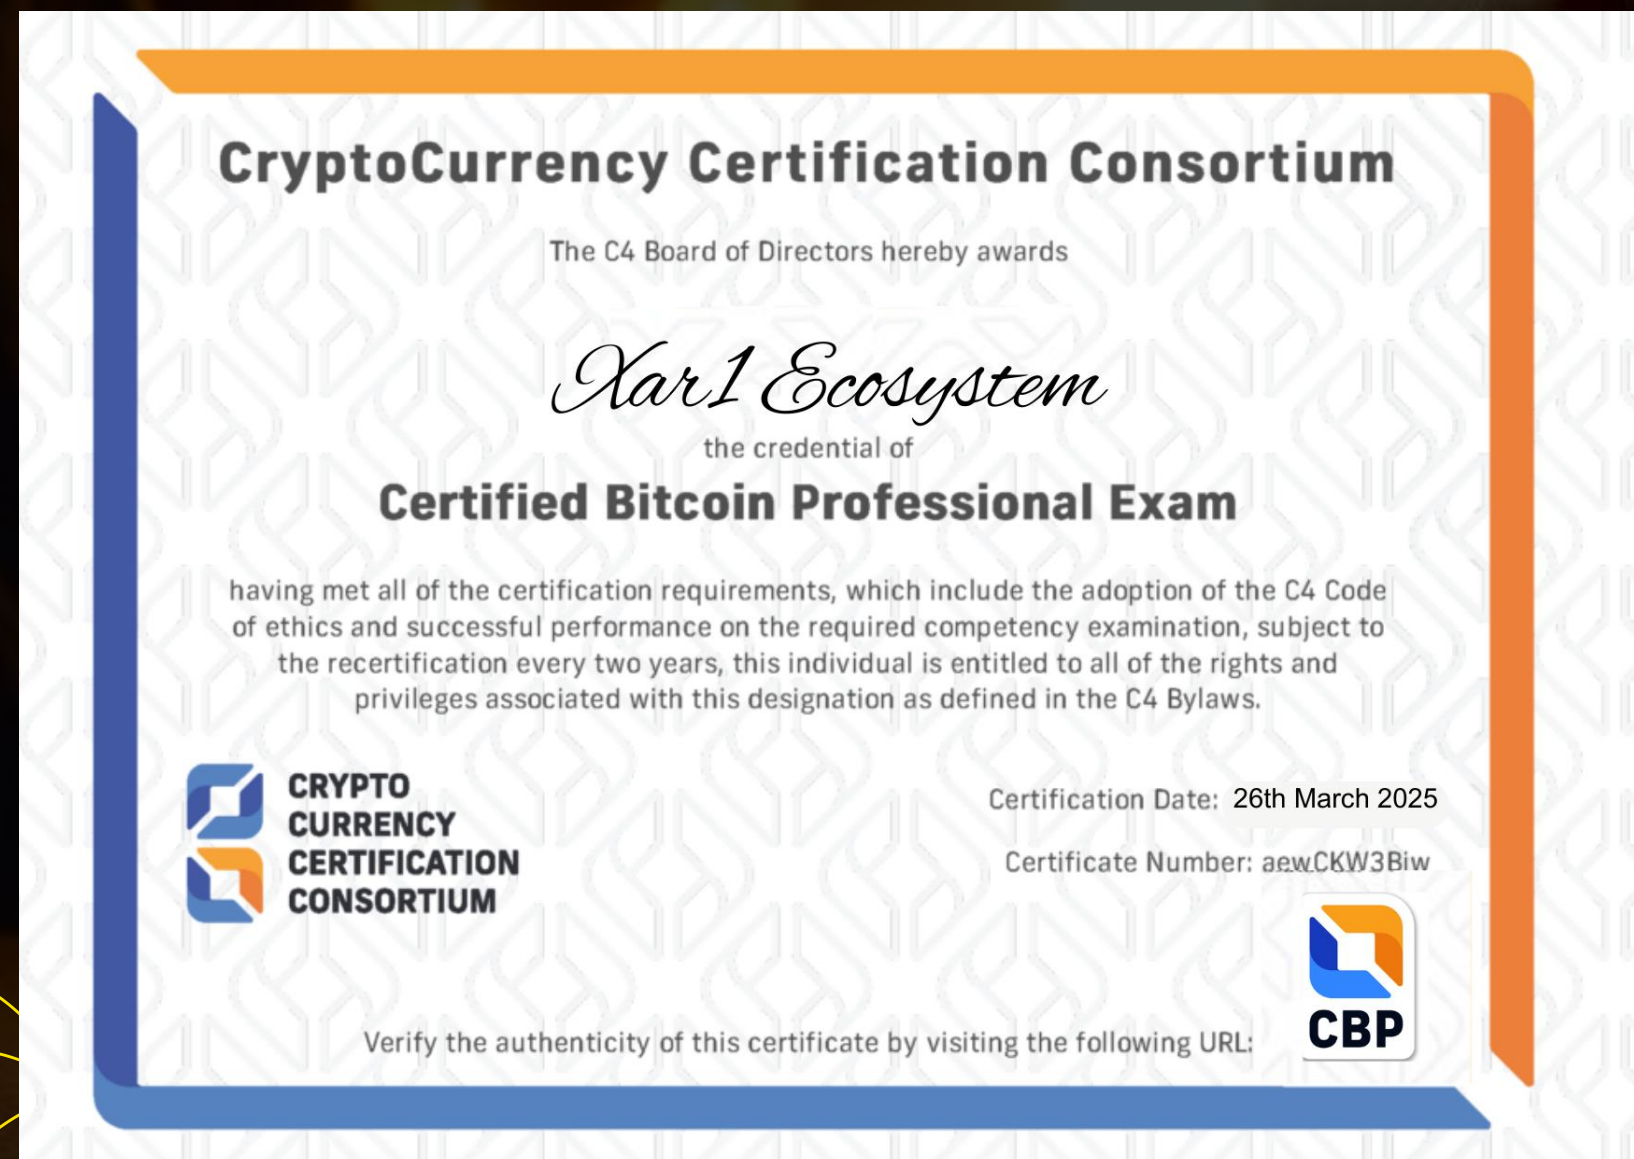 CryptoCurrency Certification Consortium
The C4 Board of Directors hereby awards
Xar1 Ecosystem
the credential of
Certified Bitcoin Professional Exam
having met all of the certification requirements, which include the adoption of the C4 Code
of ethics and successful performance on the required competency examination, subject to
the recertification every two years, this individual is entitled to all of the rights and
privileges associated with this designation as defined in the C4 Bylaws.
CRYPTO
CURRENCY
CERTIFICATION
CONSORTIUM
Certification Date: 26th March 2025
Certificate Number: aewCKW3Biw
CBP
Verify the authenticity of this certificate by visiting the following URL: